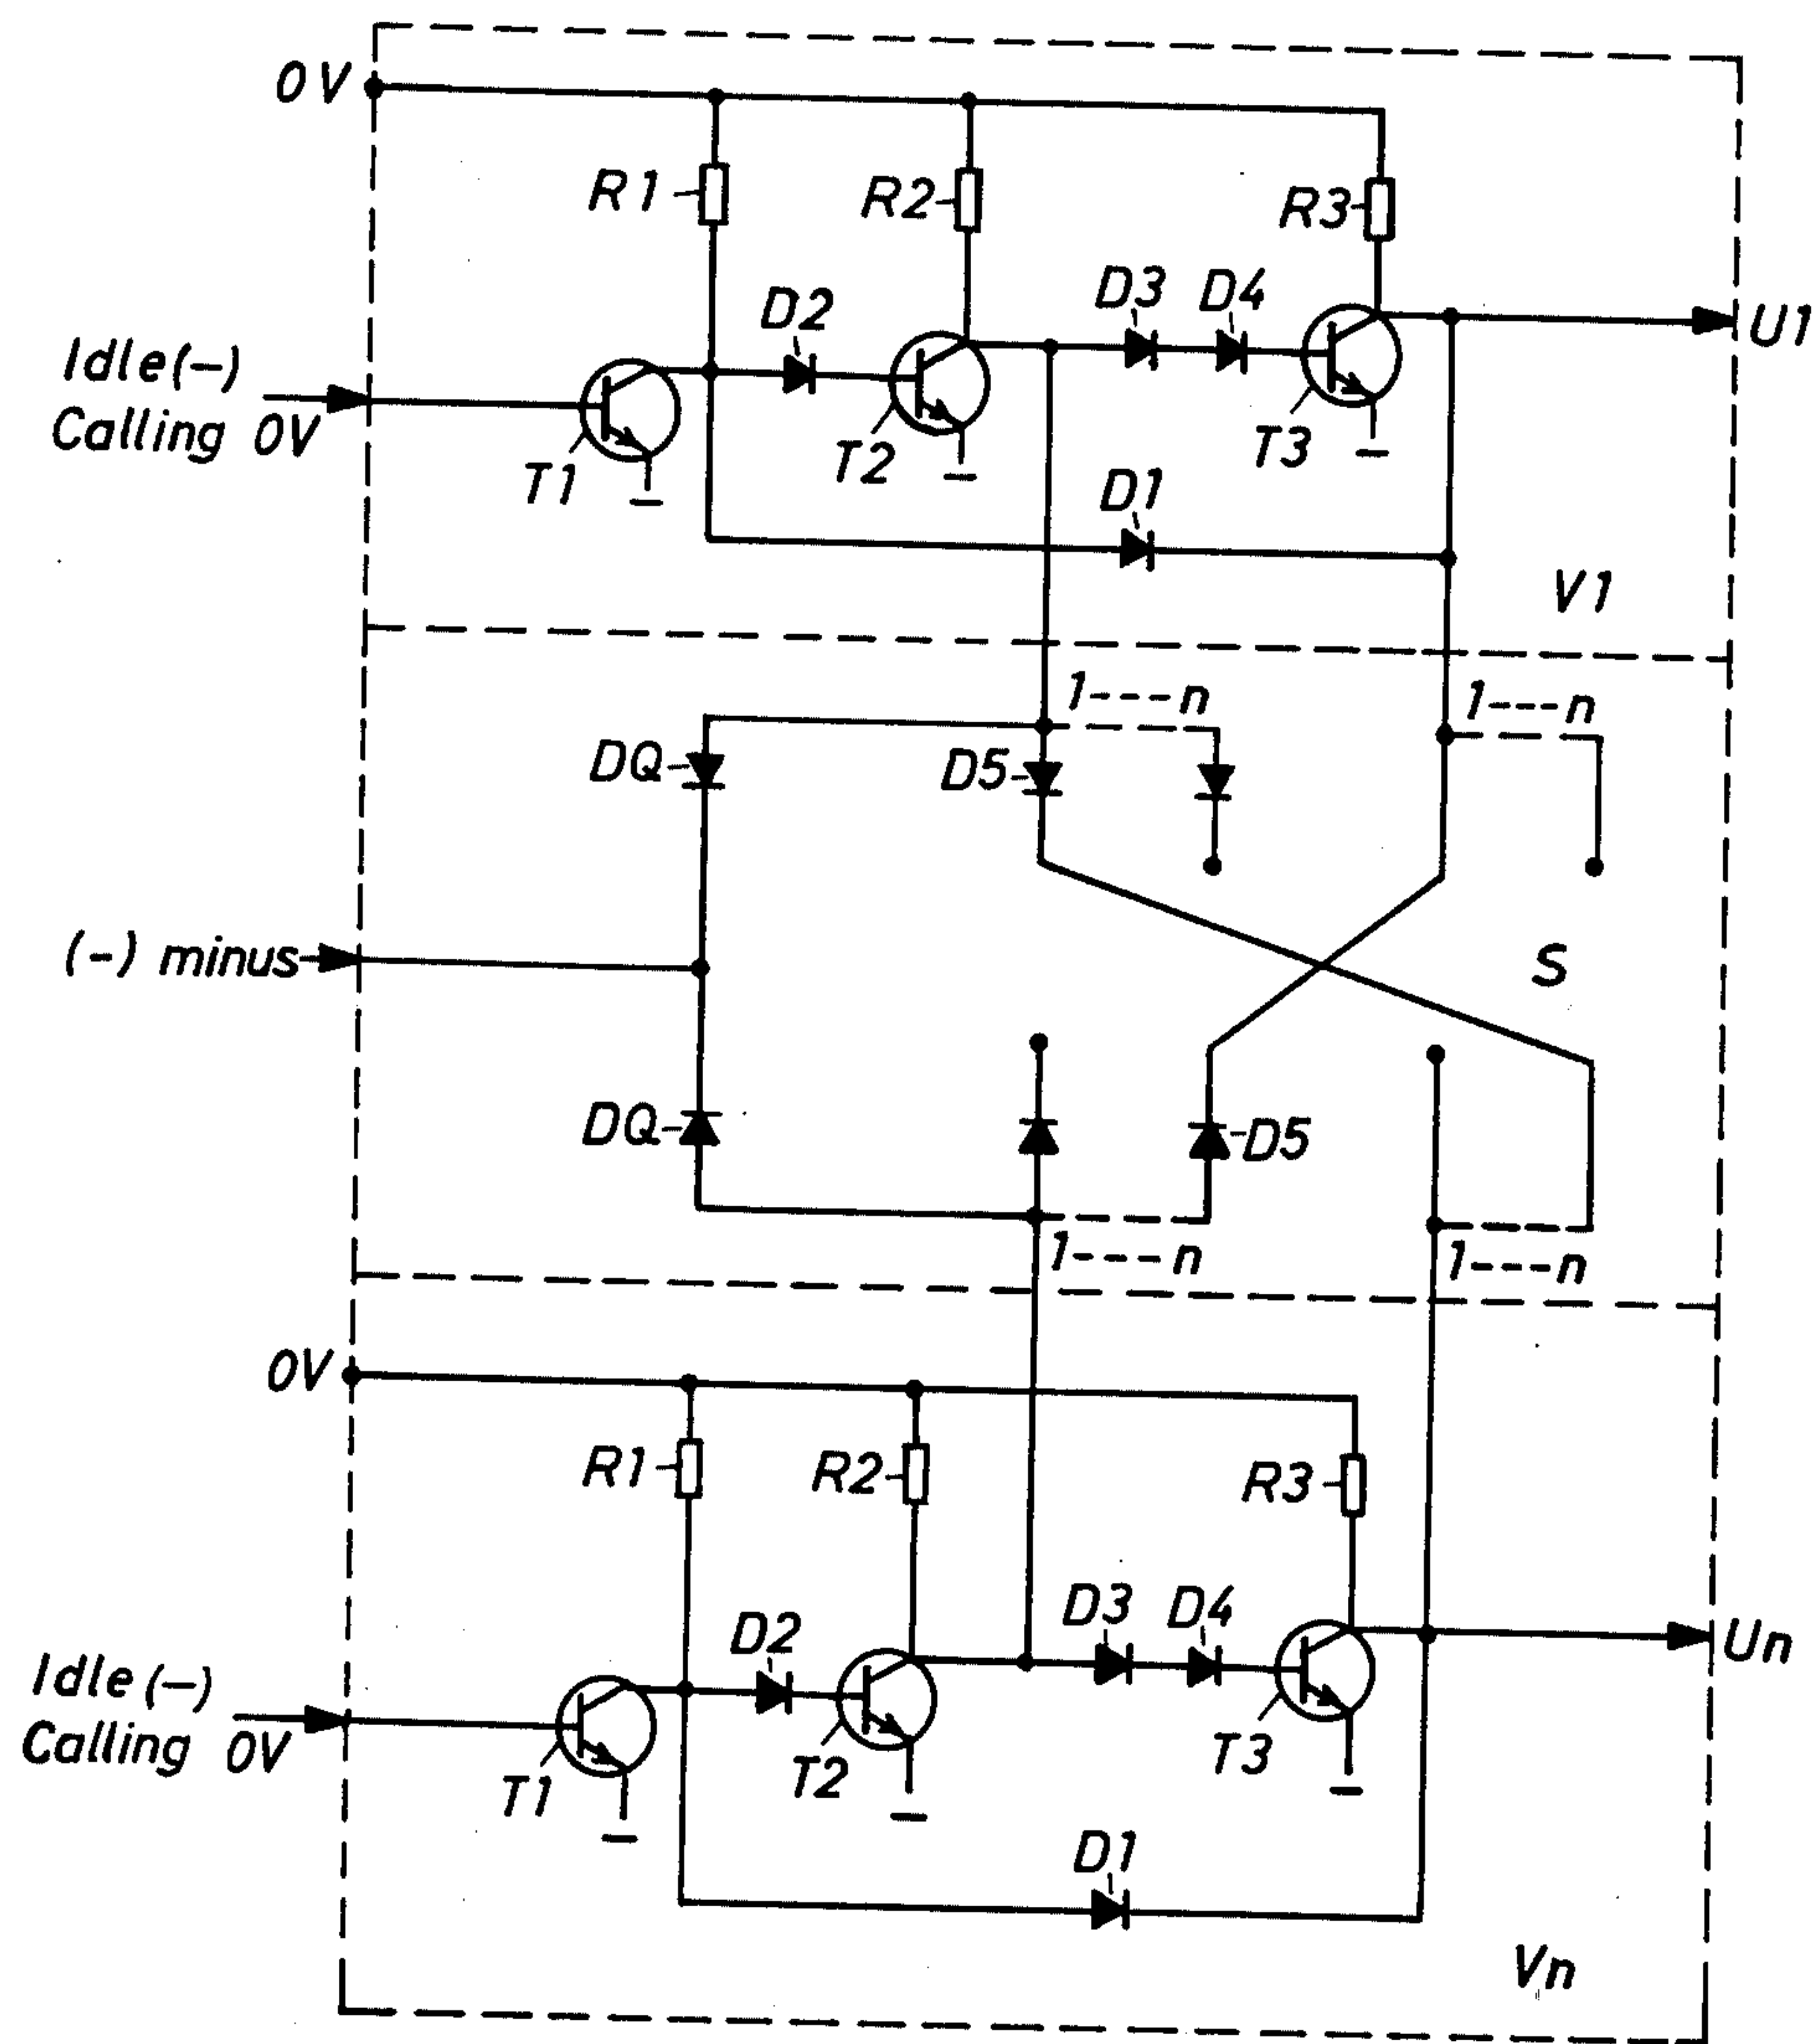 0V
R1
R2
R3
D2
D3
D4
U1
Idle(-)
Calling 0V
T1
T2
T3
D1
V1
1---n
1---n
DQ
D5
(-) minus
S
DQ
D5
1---n
1---n
0V
R1
R2
R3
D2
D3
D4
Un
Idle(-)
Calling 0V
T1
T2
T3
D1
Vn